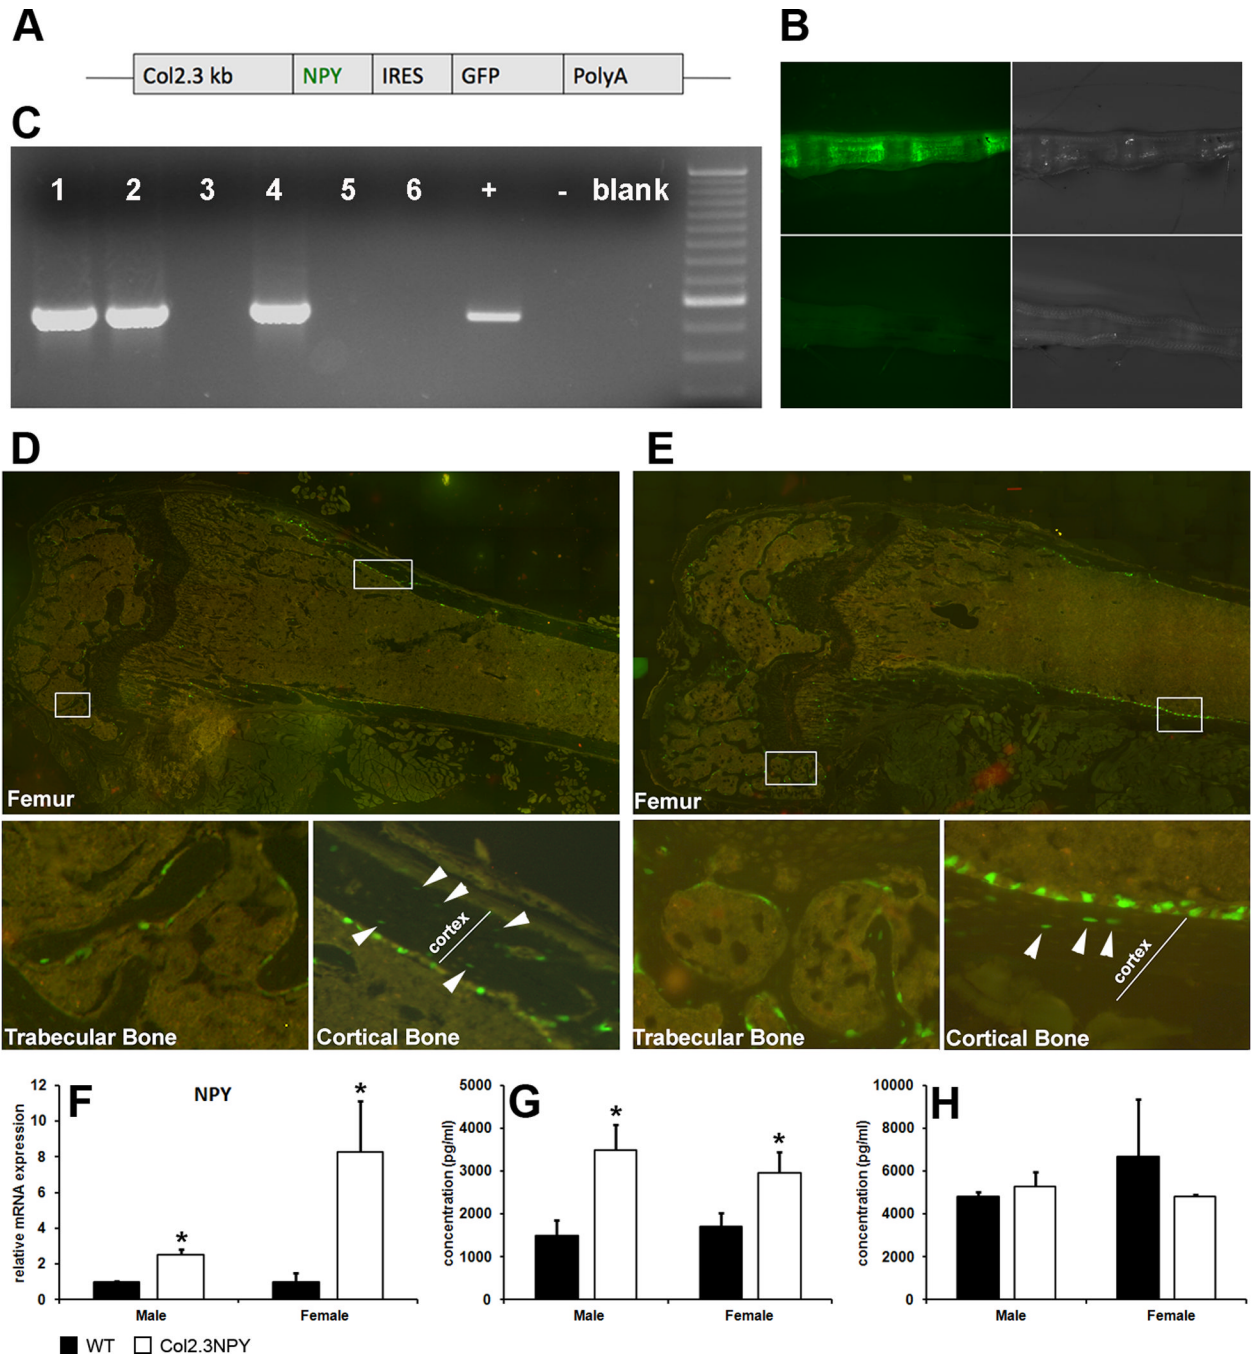 A
B
Col2.3 kb NPY IRES GFP PolyA
C
1 2 3 4 5 6 + - blank
D
E
Femur
Femur
cortex
Trabecular Bone
Cortical Bone
cortex
Trabecular Bone
Cortical Bone
F
NPY
relative mRNA expression
12
10
8
6
4
2
0
*
*
Male Female
G
concentration (pg/ml)
5000
4000
3000
2000
1000
0
*
*
Male Female
H
concentration (pg/ml)
10000
8000
6000
4000
2000
0
Male Female
WT Col2.3NPY